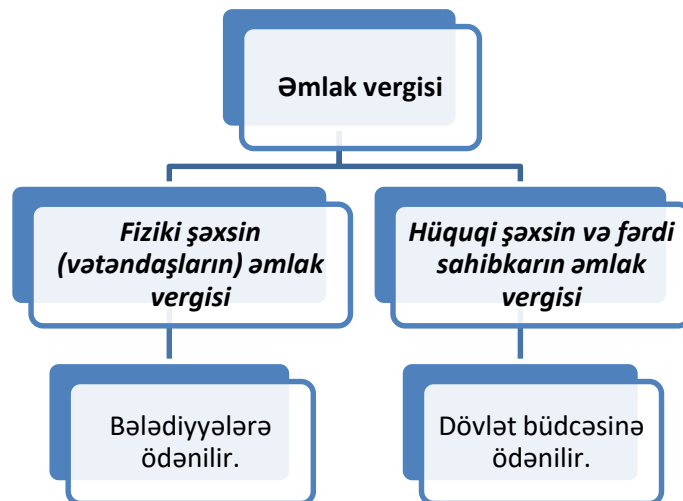 Əmlak vergisi
Fiziki şəxsin
(vətəndaşların) əmlak
vergisi
Hüquqi şəxsin və fərdi
sahibkarın əmlak
vergisi
Bələdiyyələrə
ödənilir.
Dövlət büdcəsinə
ödənilir.